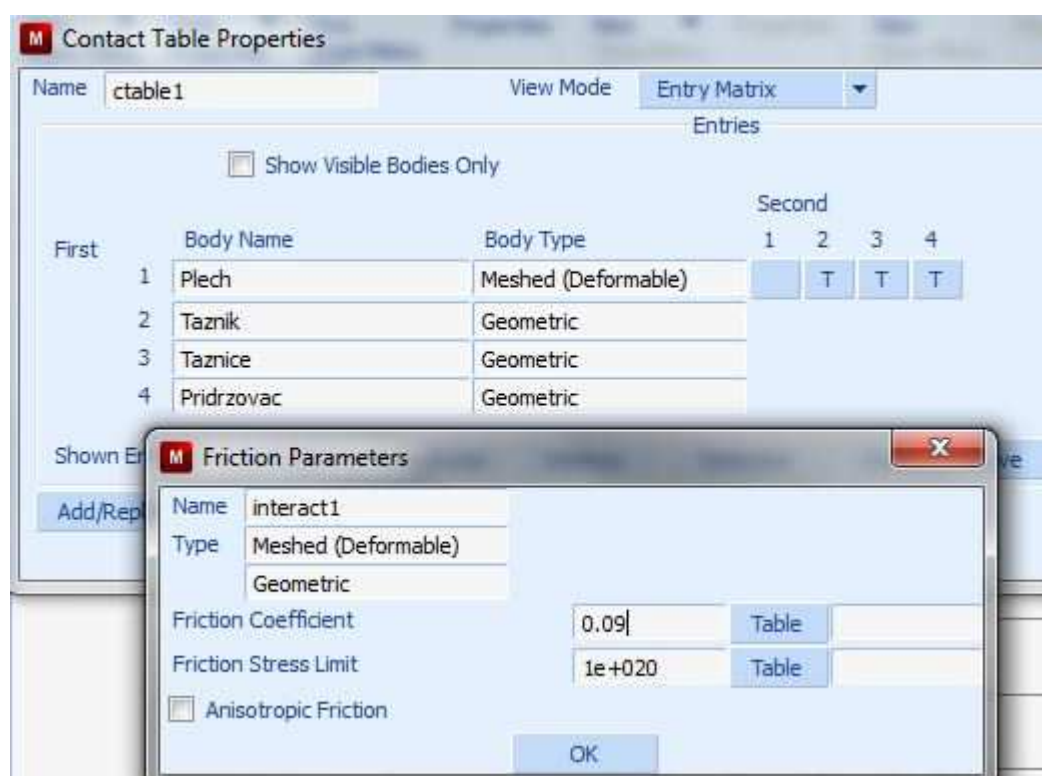 M Contact Table Properties
Name ctable1 View Mode Entry Matrix
Entries
Show Visible Bodies Only
Second
First Body Name Body Type 1 2 3 4
1 Plech Meshed (Deformable) T T T
2 Taznik Geometric
3 Taznice Geometric
4 Pridrzovac Geometric
Shown
M Friction Parameters
Name interact1
Type Meshed (Deformable)
Geometric
Friction Coefficient 0.09 Table
Friction Stress Limit 1e+020 Table
Anisotropic Friction
OK